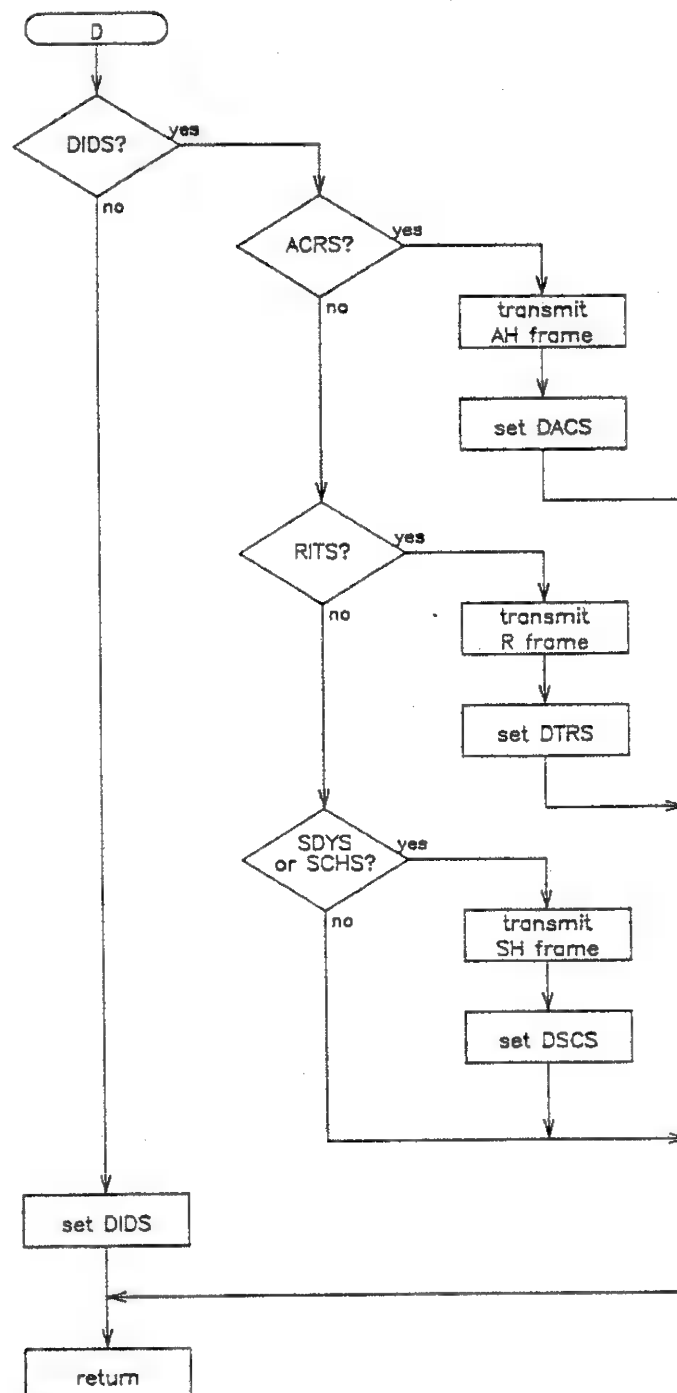 D
DIDS?
yes
no
ACRS?
yes
no
transmit
AH frame
set DACS
RITS?
yes
no
transmit
R frame
set DTRS
SDYS
or SCHS?
yes
no
transmit
SH frame
set DSCS
set DIDS
return